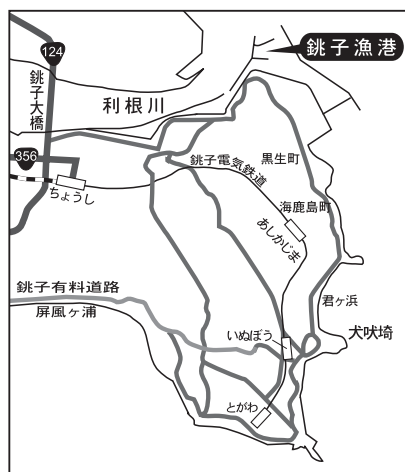 124
銚子漁港
銚子大橋
利根川
356
銚子電気鉄道
黒生町
ちょうし
海鹿島町
あしかじま
銚子有料道路
屏風ヶ浦
君ヶ浜
いぬぼう
犬吠埼
とがわ